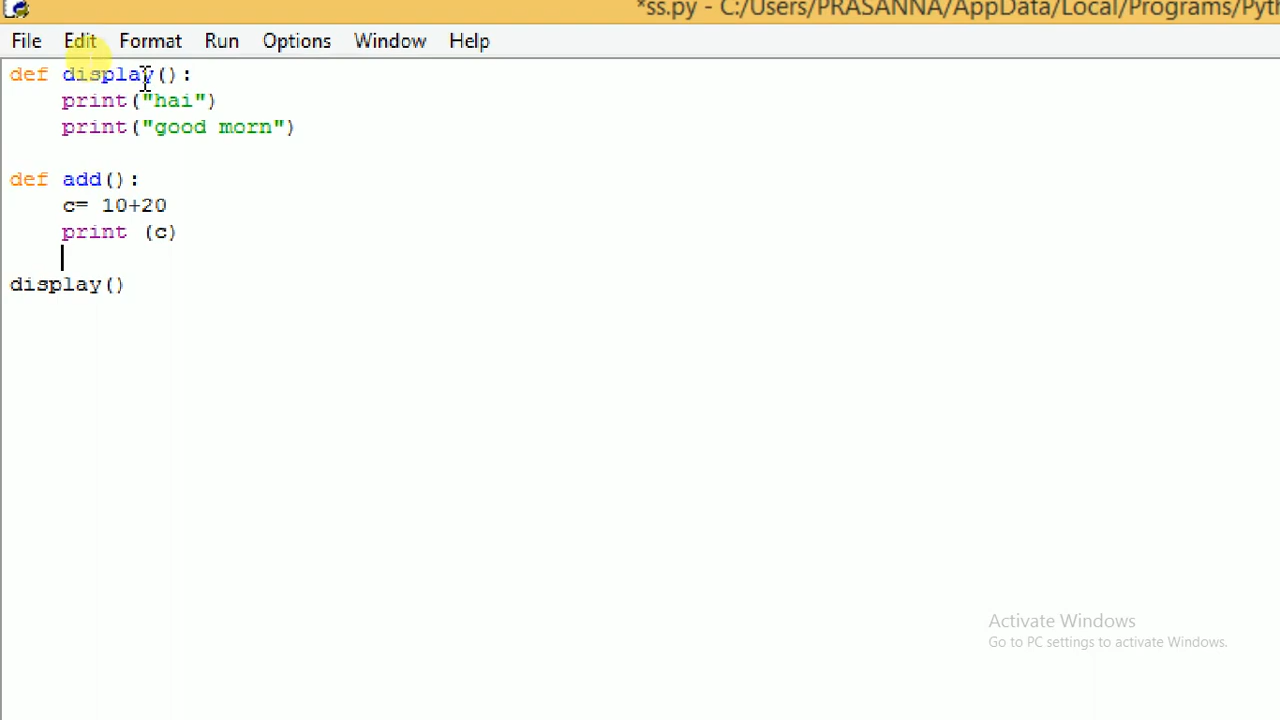 *ss.py - C:/Users/PRASANNA/AppData/Local/Programs/Pyth
File Edit Format Run Options Window Help
def display():
    print("hai")
    print("good morn")
def add():
    c= 10+20
    print (c)
display()
Activate Windows
Go to PC settings to activate Windows.